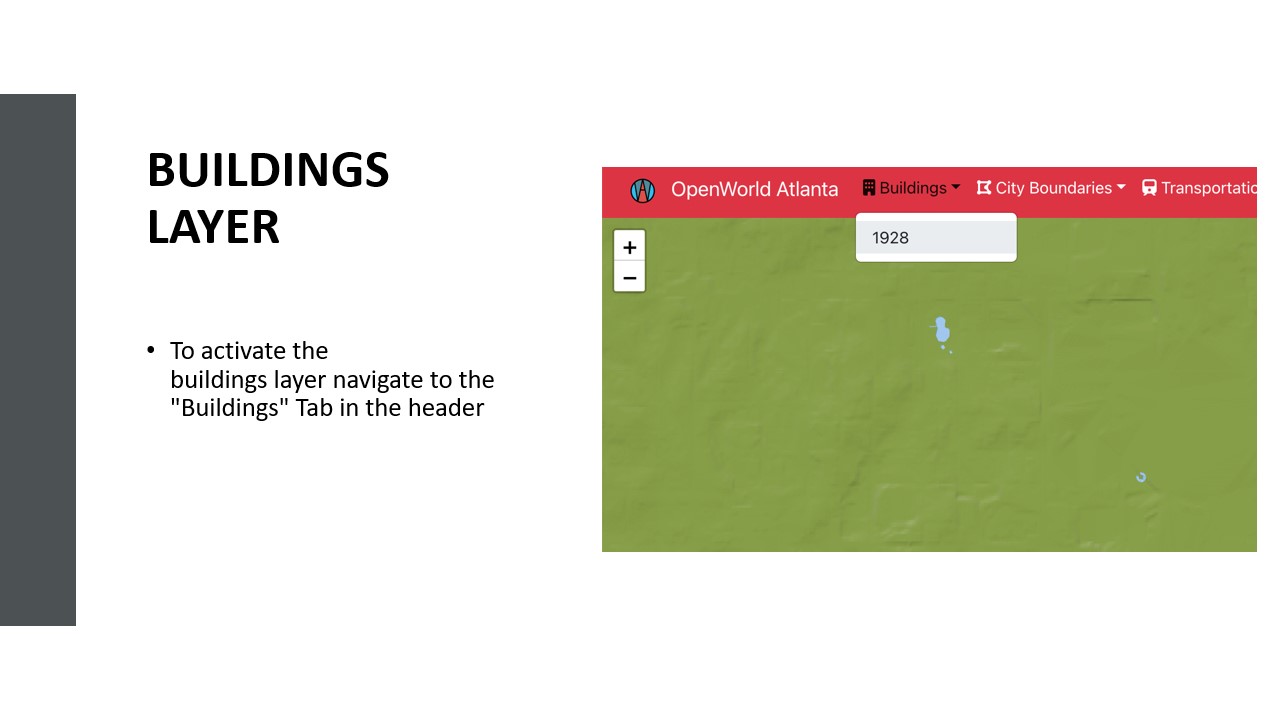 BUILDINGS
LAYER
• To activate the
buildings layer navigate to the
"Buildings" Tab in the header
OpenWorld Atlanta Buildings City Boundaries Transportatio
1928
+
−